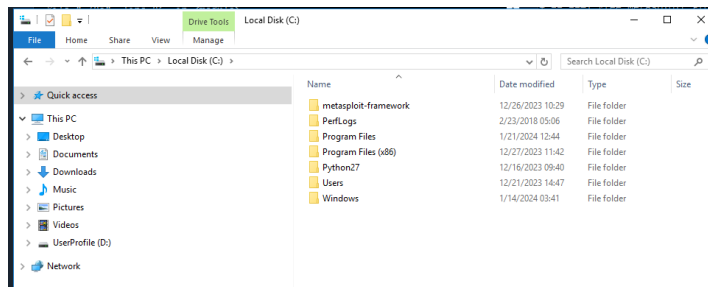 Drive Tools Local Disk (C:)
File Home Share View Manage
This PC > Local Disk (C:) > Search Local Disk (C:)
Name Date modified Type Size
Quick access
This PC
Desktop
Documents
Downloads
Music
Pictures
Videos
UserProfile (D:)
Network
metasploit-framework 12/26/2023 10:29 File folder
PerfLogs 2/23/2018 05:06 File folder
Program Files 1/21/2024 12:44 File folder
Program Files (x86) 12/27/2023 11:42 File folder
Python27 12/16/2023 09:40 File folder
Users 12/21/2023 14:47 File folder
Windows 1/14/2024 03:41 File folder